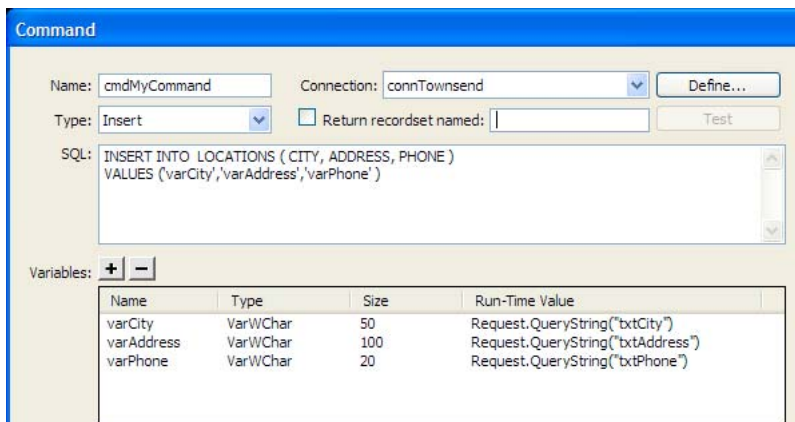 Command
Name: cmdMyCommand Connection: connTownsend Define...
Type: Insert Return recordset named: Test
SQL: INSERT INTO LOCATIONS ( CITY, ADDRESS, PHONE )
VALUES ('varCity','varAddress','varPhone' )
Variables: + −
Name Type Size Run-Time Value
varCity VarWChar 50 Request.QueryString("txtCity")
varAddress VarWChar 100 Request.QueryString("txtAddress")
varPhone VarWChar 20 Request.QueryString("txtPhone")